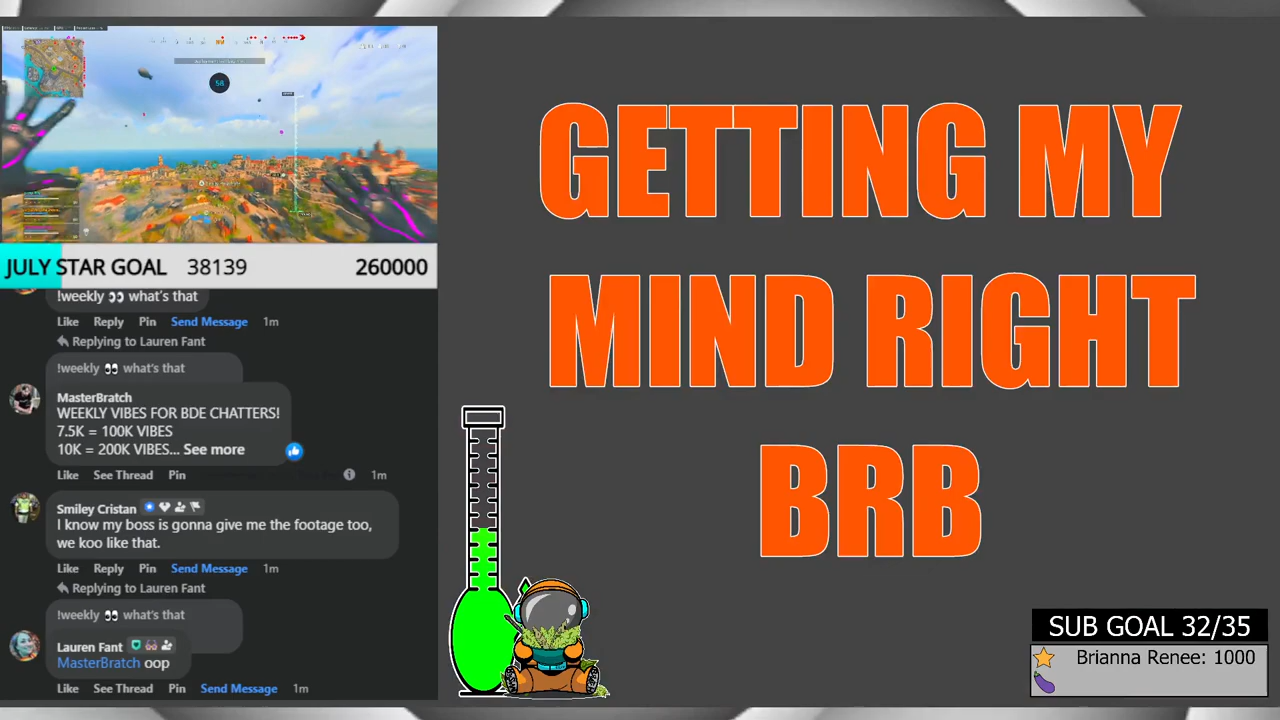 58
JULY STAR GOAL 38139 260000
!weekly 👀 what's that
Like Reply Pin Send Message 1m
Replying to Lauren Fant
!weekly 👀 what's that
MasterBratch
WEEKLY VIBES FOR BDE CHATTERS!
7.5K = 100K VIBES
10K = 200K VIBES... See more
Like See Thread Pin 1m
Smiley Cristan
I know my boss is gonna give me the footage too,
we koo like that.
Like Reply Pin Send Message 1m
Replying to Lauren Fant
!weekly 👀 what's that
Lauren Fant
MasterBratch oop
Like See Thread Pin Send Message 1m
GETTING MY
MIND RIGHT
BRB
SUB GOAL 32/35
Brianna Renee: 1000